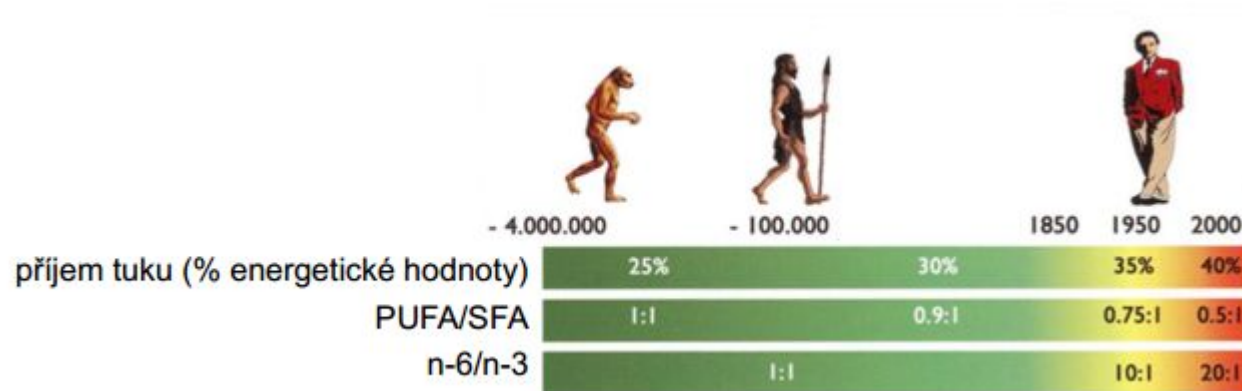 - 4.000.000 - 100.000 1850 1950 2000
příjem tuku (% energetické hodnoty) 25% 30% 35% 40%
PUFA/SFA 1:1 0.9:1 0.75:1 0.5:1
n-6/n-3 1:1 10:1 20:1